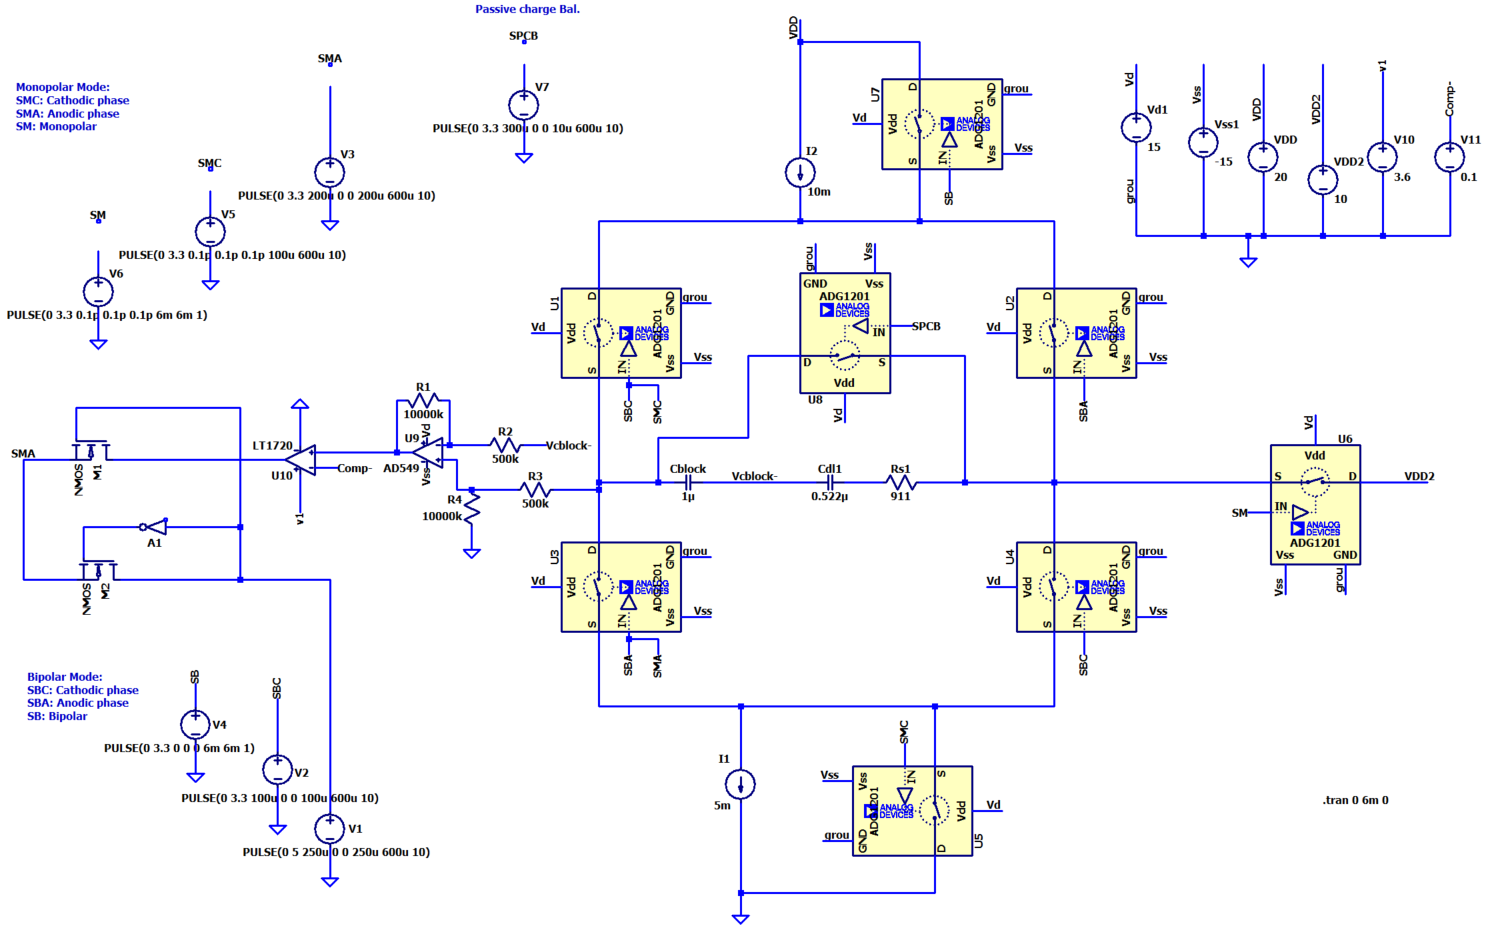 Passive charge Bal.
SPCB
V7
PULSE(0 3.3 300u 0 0 10u 600u 10)
SMA
V3
PULSE(0 3.3 200u 0 0 200u 600u 10)
Monopolar Mode:
SMC: Cathodic phase
SMA: Anodic phase
SM: Monopolar
SMC
V5
PULSE(0 3.3 0.1p 0.1p 0.1p 100u 600u 10)
SM
V6
PULSE(0 3.3 0.1p 0.1p 0.1p 6m 6m 1)
VDD
I2
10m
U7
D
S
Vdd
GND
Vss
IN
ADG1201
ANALOG
DEVICES
Vd
grou
Vss
SB
Vd
Vd1
15
grou
Vss
Vss1
-15
VDD
VDD
20
VDD2
VDD2
10
v1
V10
3.6
Comp-
V11
0.1
U1
D
S
Vdd
GND
Vss
IN
ADG1201
ANALOG
DEVICES
Vd
grou
Vss
SBC
SMC
grou
Vss
GND
Vss
ADG1201
ANALOG
DEVICES
IN
SPCB
D
S
Vdd
U8
Vd
U2
D
S
Vdd
GND
Vss
IN
ADG1201
ANALOG
DEVICES
Vd
grou
Vss
SBA
R1
10000k
U9
Vd
AD549
Vss
R2
500k
Vcblock-
R3
500k
R4
10000k
LT1720
U10
Comp-
v1
SMA
NMOS
M1
A1
NMOS
M2
Cblock
1µ
Vcblock-
Cdl1
0.522µ
Rs1
911
Vd
U6
Vdd
S
D
VDD2
SM
IN
ANALOG
DEVICES
ADG1201
Vss
GND
Vss
grou
U3
D
S
Vdd
GND
Vss
IN
ADG1201
ANALOG
DEVICES
Vd
grou
Vss
SBA
SMA
U4
D
S
Vdd
GND
Vss
IN
ADG1201
ANALOG
DEVICES
Vd
grou
Vss
SBC
Bipolar Mode:
SBC: Cathodic phase
SBA: Anodic phase
SB: Bipolar
SB
V4
PULSE(0 3.3 0 0 0 6m 6m 1)
SBC
V2
PULSE(0 3.3 100u 0 0 100u 600u 10)
V1
PULSE(0 5 250u 0 0 250u 600u 10)
I1
5m
SMC
Vss
Vss
IN
S
Vdd
Vd
ANALOG
DEVICES
ADG1201
grou
GND
D
U5
.tran 0 6m 0